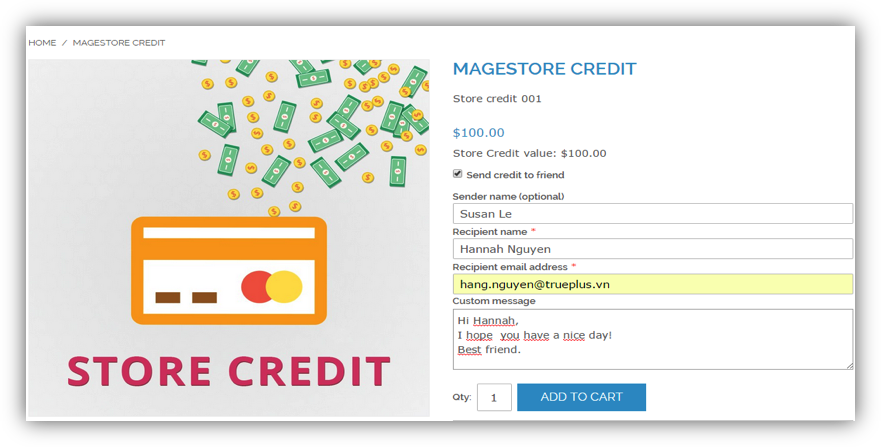 HOME / MAGESTORE CREDIT
STORE CREDIT
MAGESTORE CREDIT
Store credit 001
$100.00
Store Credit value: $100.00
Send credit to friend
Sender name (optional)
Susan Le
Recipient name *
Hannah Nguyen
Recipient email address *
hang.nguyen@trueplus.vn
Custom message
Hi Hannah,
I hope  you have a nice day!
Best friend.
Qty: 1 ADD TO CART